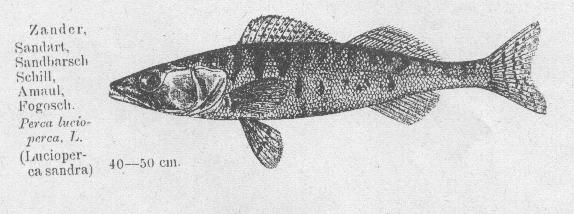 Zander,
Sandart,
Sandbarsch
Schill,
Amaul,
Fogosch.
Perca lucio-
perca, L.
(Lucioper-
ca sandra)
40—50 cm.